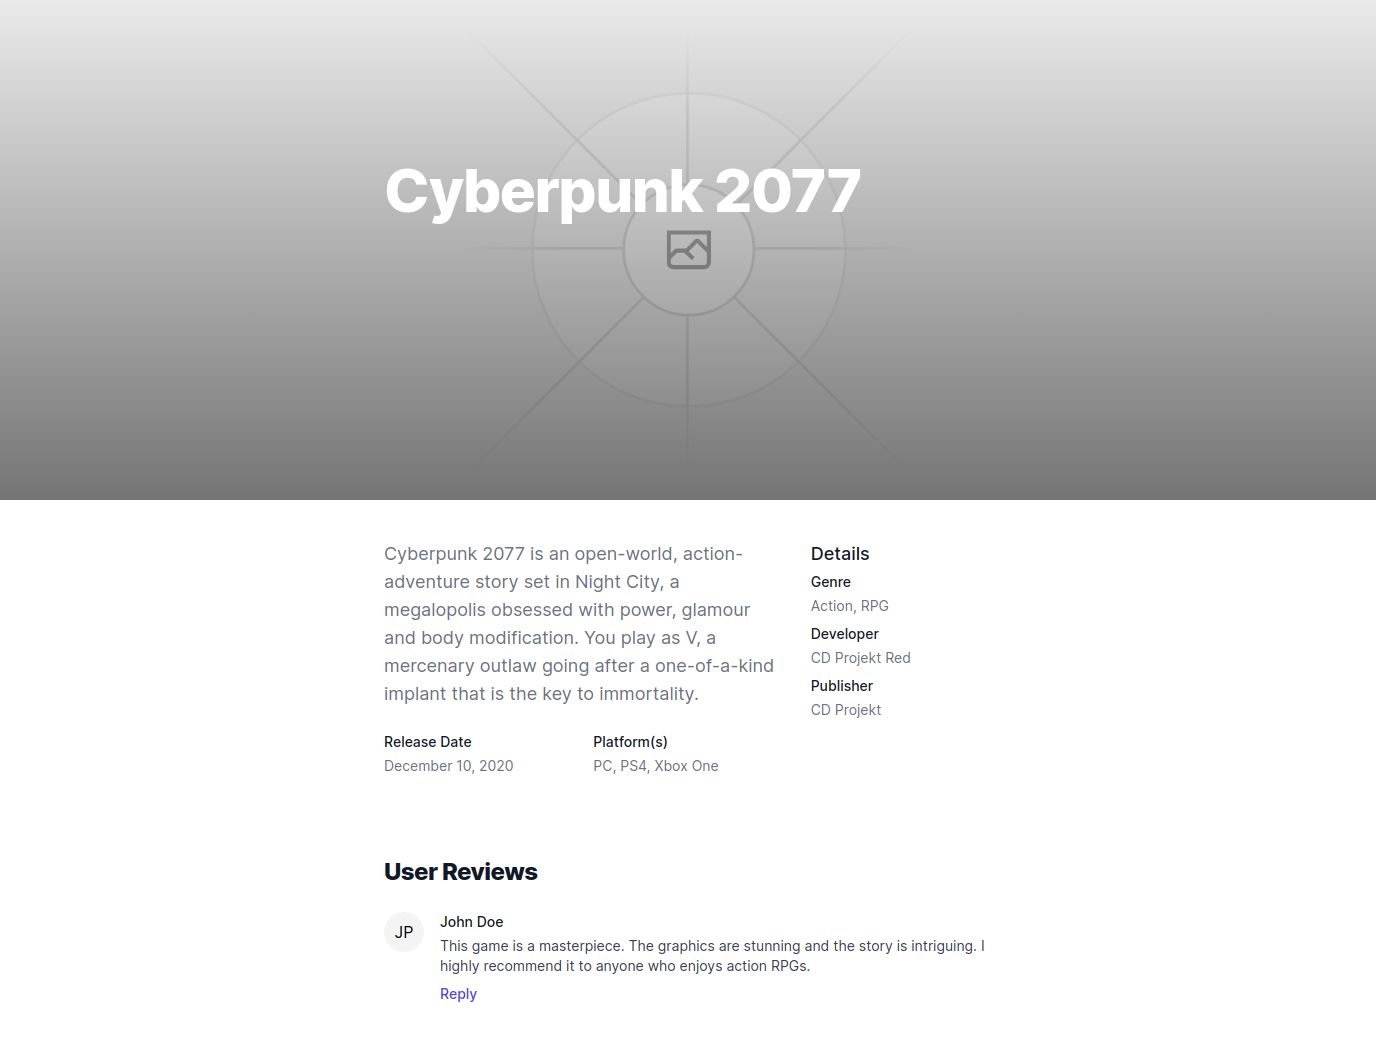 Cyberpunk 2077
Cyberpunk 2077 is an open-world, action-
adventure story set in Night City, a
megalopolis obsessed with power, glamour
and body modification. You play as V, a
mercenary outlaw going after a one-of-a-kind
implant that is the key to immortality.
Release Date
December 10, 2020
Platform(s)
PC, PS4, Xbox One
Details
Genre
Action, RPG
Developer
CD Projekt Red
Publisher
CD Projekt
User Reviews
JP
John Doe
This game is a masterpiece. The graphics are stunning and the story is intriguing. I
highly recommend it to anyone who enjoys action RPGs.
Reply